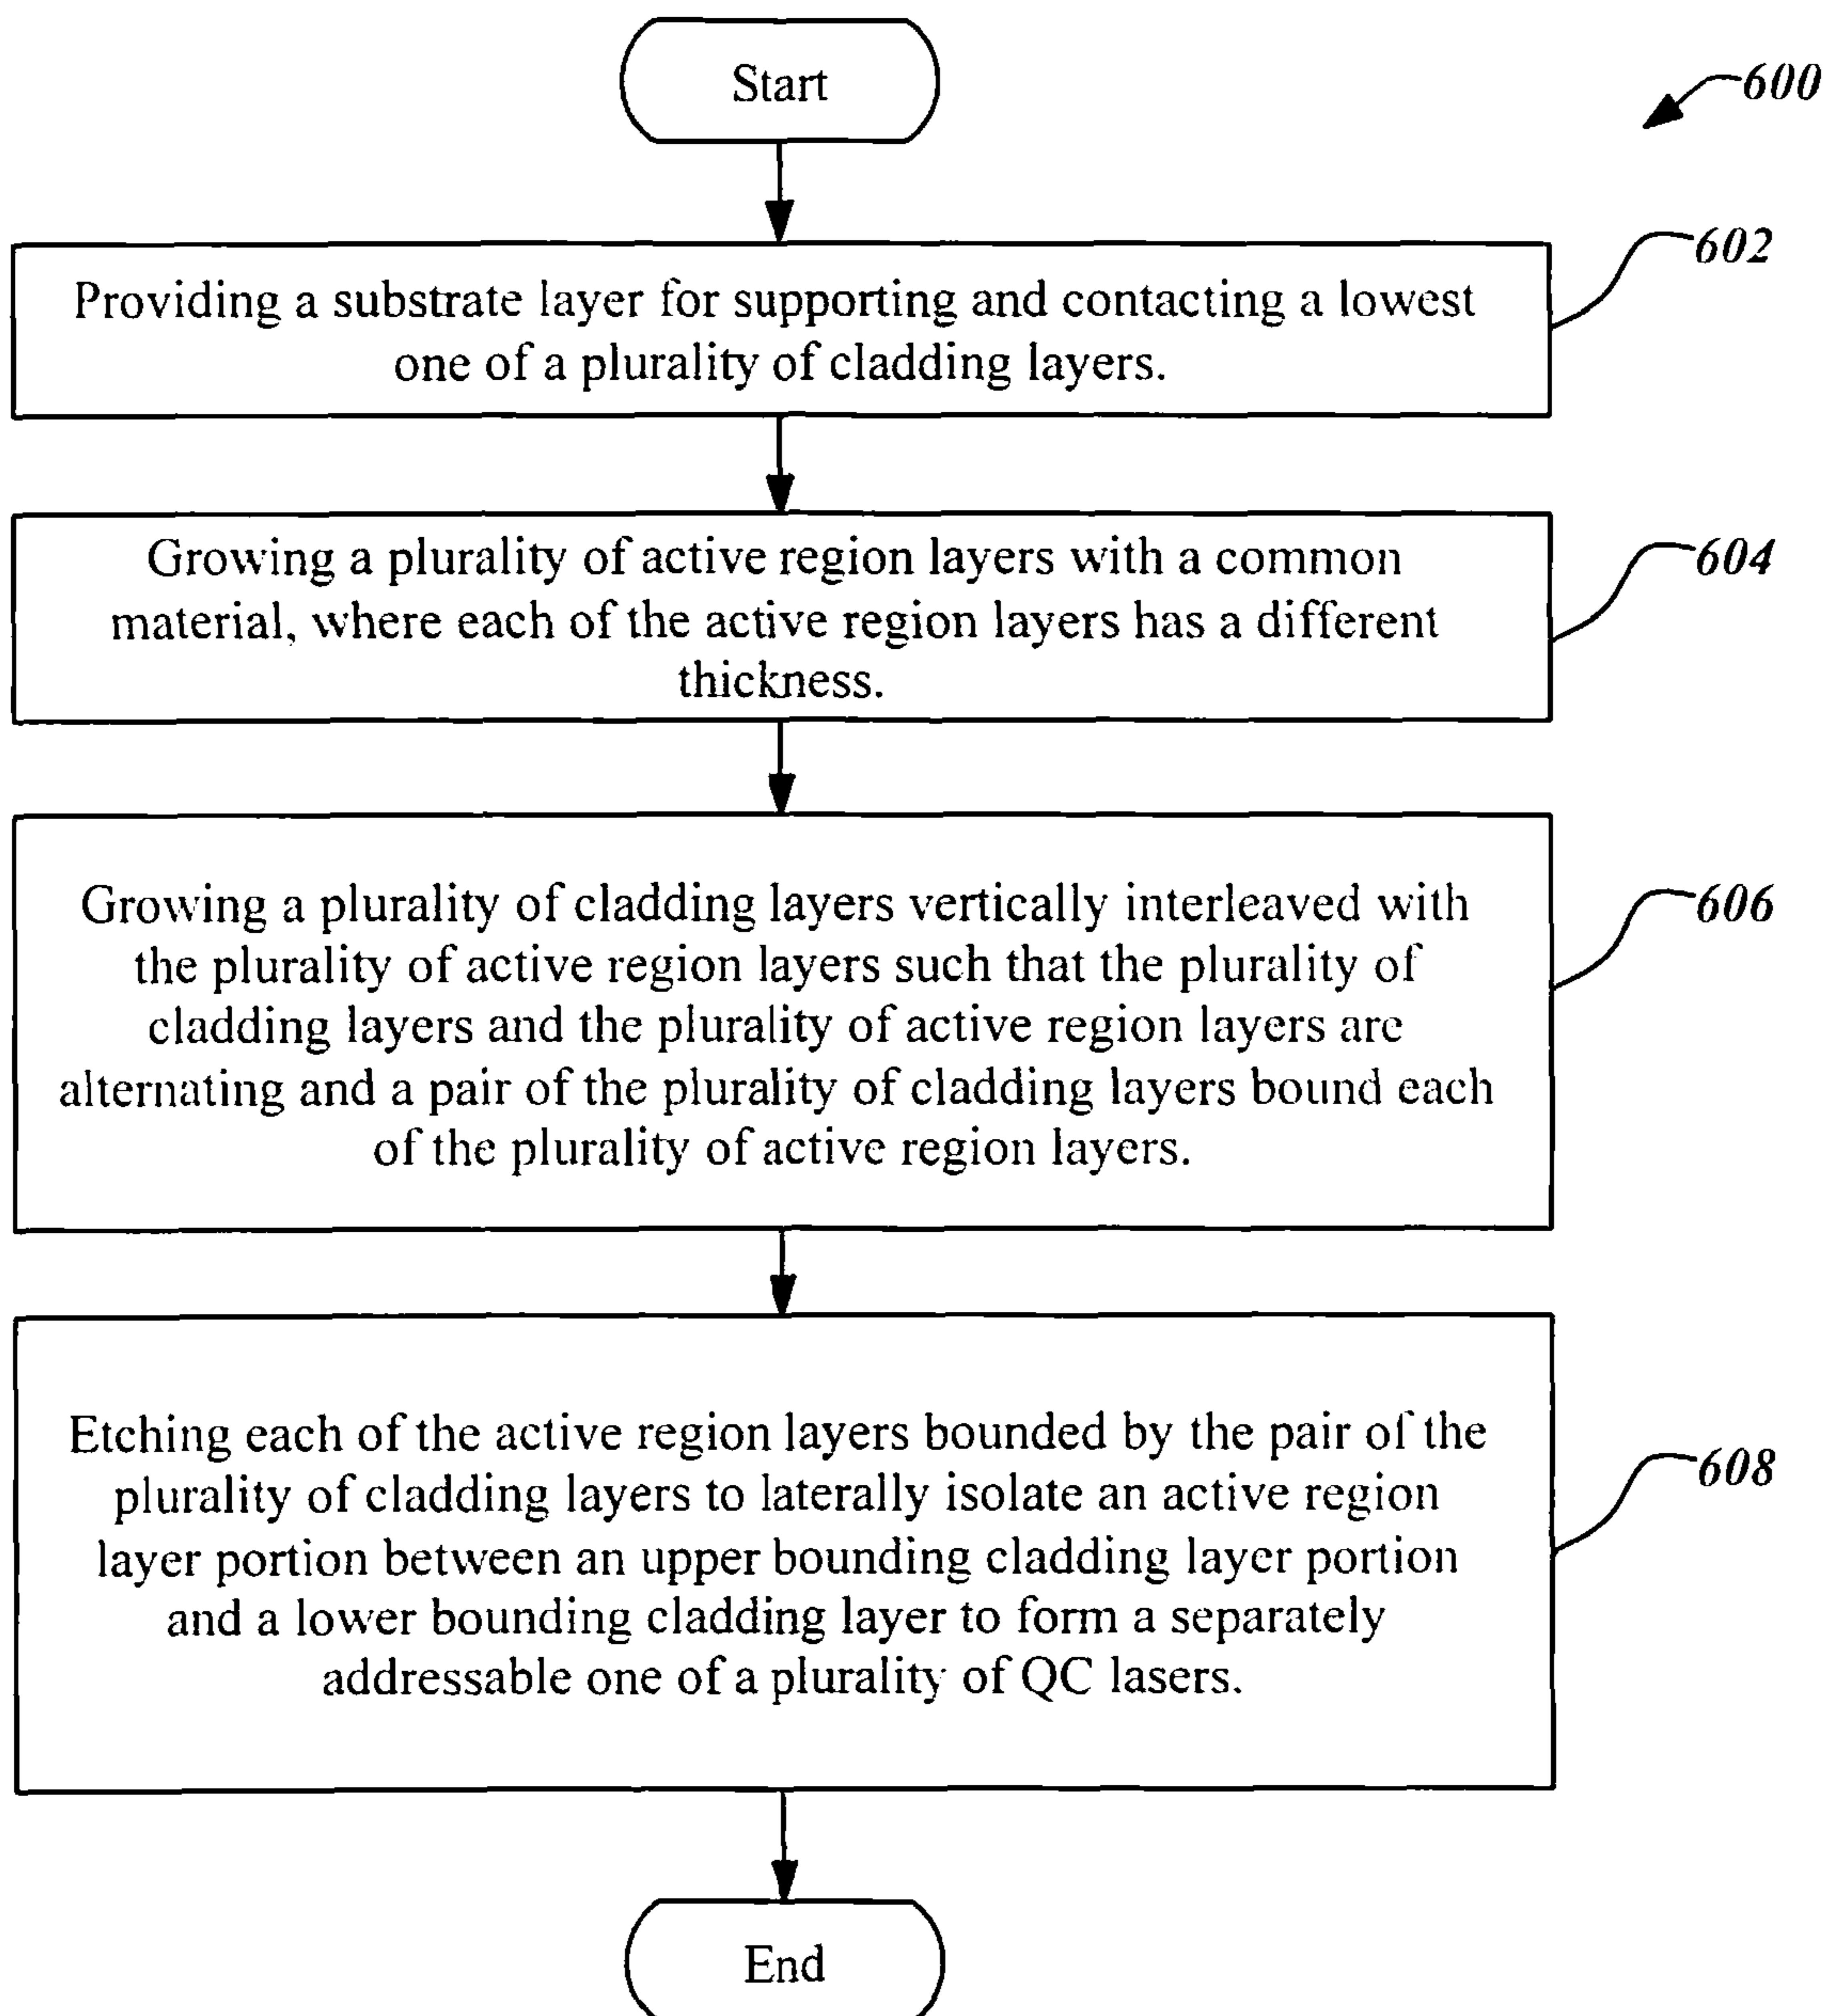 Start
600
602
Providing a substrate layer for supporting and contacting a lowest
one of a plurality of cladding layers.
604
Growing a plurality of active region layers with a common
material, where each of the active region layers has a different
thickness.
606
Growing a plurality of cladding layers vertically interleaved with
the plurality of active region layers such that the plurality of
cladding layers and the plurality of active region layers are
alternating and a pair of the plurality of cladding layers bound each
of the plurality of active region layers.
608
Etching each of the active region layers bounded by the pair of the
plurality of cladding layers to laterally isolate an active region
layer portion between an upper bounding cladding layer portion
and a lower bounding cladding layer to form a separately
addressable one of a plurality of QC lasers.
End